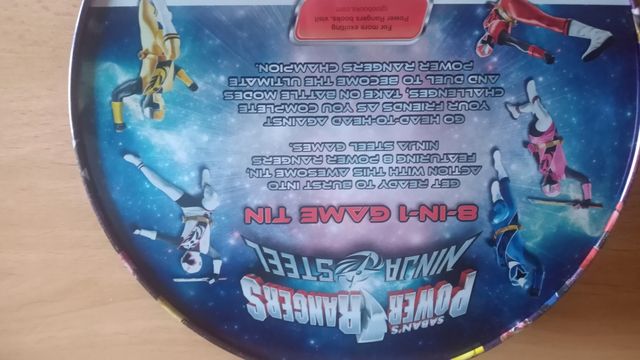 SABAN'S
POWER RANGERS
NINJA STEEL
8-IN-1 GAME TIN
GET READY TO BURST INTO
ACTION WITH THIS AWESOME TIN,
FEATURING 8 POWER RANGERS
NINJA STEEL GAMES.
GO HEAD-TO-HEAD AGAINST
YOUR FRIENDS AS YOU COMPLETE
CHALLENGES, TAKE ON BATTLE MODES
AND DUEL TO BECOME THE ULTIMATE
POWER RANGERS CHAMPION.
For more exciting
Power Rangers books, visit
igloobooks.com